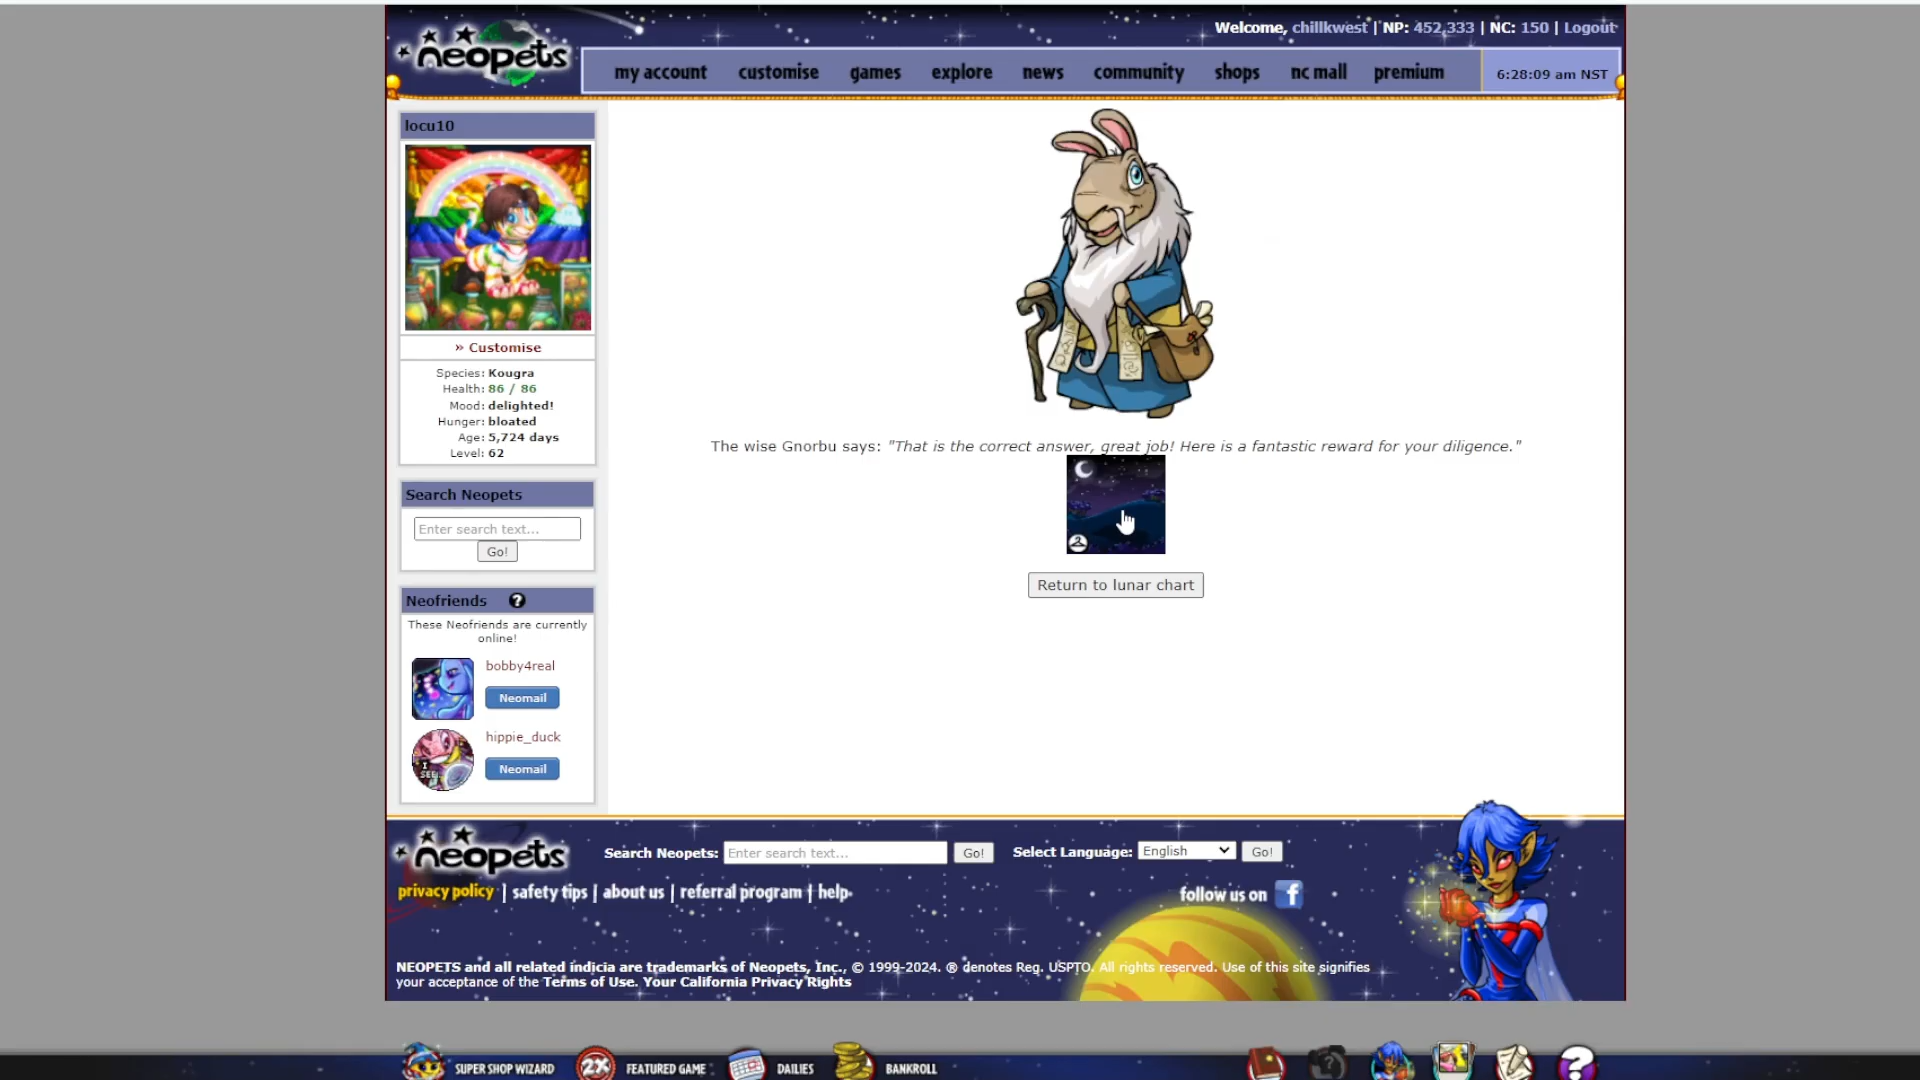 neopets
Welcome, chillkwest | NP: 452,333 | NC: 150 | Logout
my account customise games explore news community shops nc mall premium
6:28:09 am NST
locu10
» Customise
Species: Kougra
Health: 86 / 86
Mood: delighted!
Hunger: bloated
Age: 5,724 days
Level: 62
Search Neopets
Enter search text...
Go!
Neofriends ?
These Neofriends are currently
online!
bobby4real
Neomail
hippie_duck
Neomail
I SEE
The wise Gnorbu says: "That is the correct answer, great job! Here is a fantastic reward for your diligence."
Return to lunar chart
neopets
Search Neopets: Enter search text... Go! Select Language: English Go!
privacy policy | safety tips | about us | referral program | help
follow us on f
NEOPETS and all related indicia are trademarks of Neopets, Inc., © 1999-2024. ® denotes Reg. USPTO. All rights reserved. Use of this site signifies
your acceptance of the Terms of Use. Your California Privacy Rights
SUPER SHOP WIZARD 2X FEATURED GAME DAILIES BANKROLL ? ?